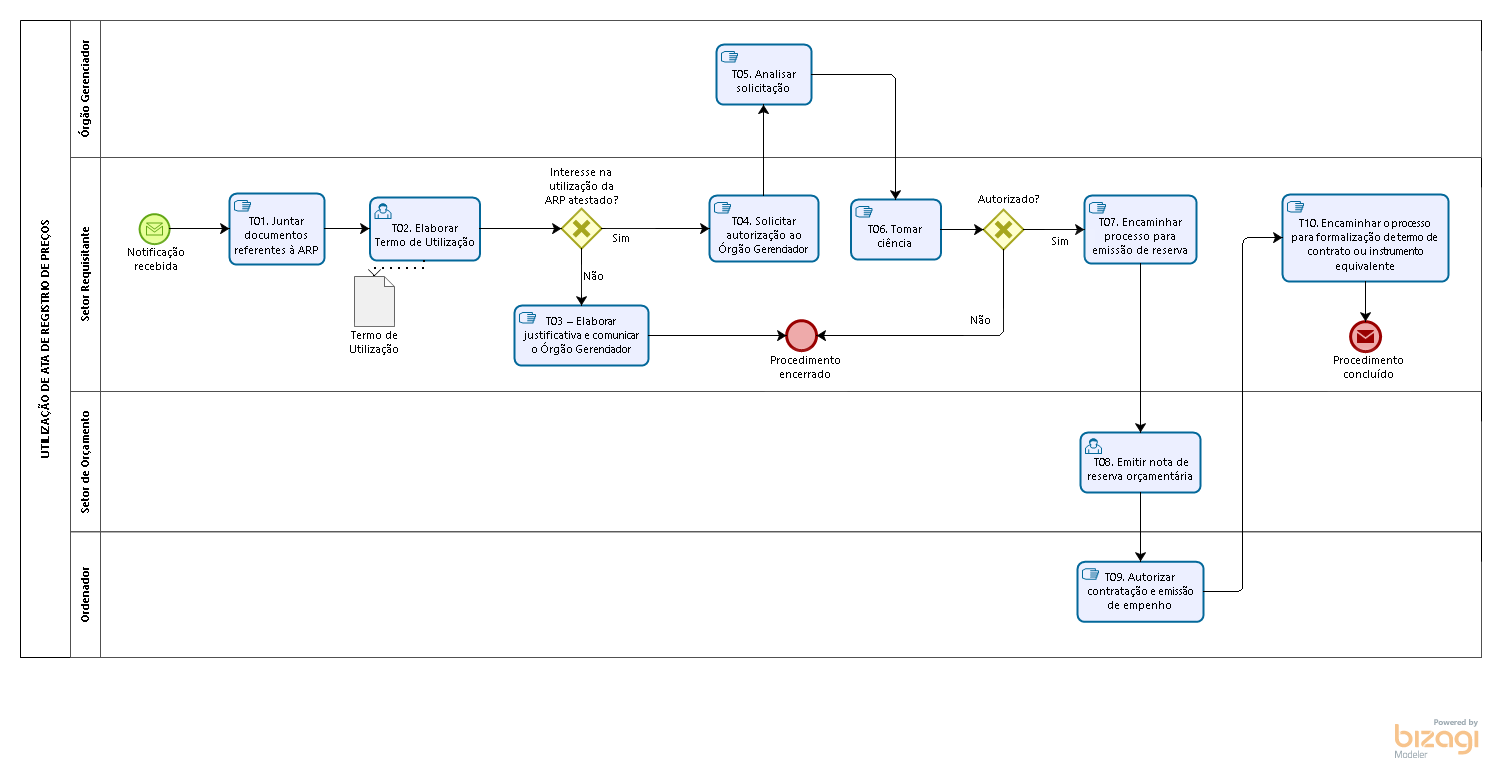 UTILIZAÇÃO DE ATA DE REGISTRIO DE PREÇOS
Órgão Gerenciador
T05. Analisar
solicitação
Setor Requisitante
Notificação
recebida
T01. Juntar
documentos
referentes à ARP
T02. Elaborar
Termo de Utilização
Termo de
Utilização
Interesse na
utilização da
ARP atestado?
Sim
Não
T03 – Elaborar
justificativa e comunicar
o Órgão Gerenciador
T04. Solicitar
autorização ao
Órgão Gerenciador
Procedimento
encerrado
T06. Tomar
ciência
Autorizado?
Sim
Não
T07. Encaminhar
processo para
emissão de reserva
T10. Encaminhar o processo
para formalização de termo de
contrato ou instrumento
equivalente
Procedimento
concluído
Setor de Orçamento
T08. Emitir nota de
reserva orçamentária
Ordenador
T09. Autorizar
contratação e emissão
de empenho
Powered by
bizagi
Modeler